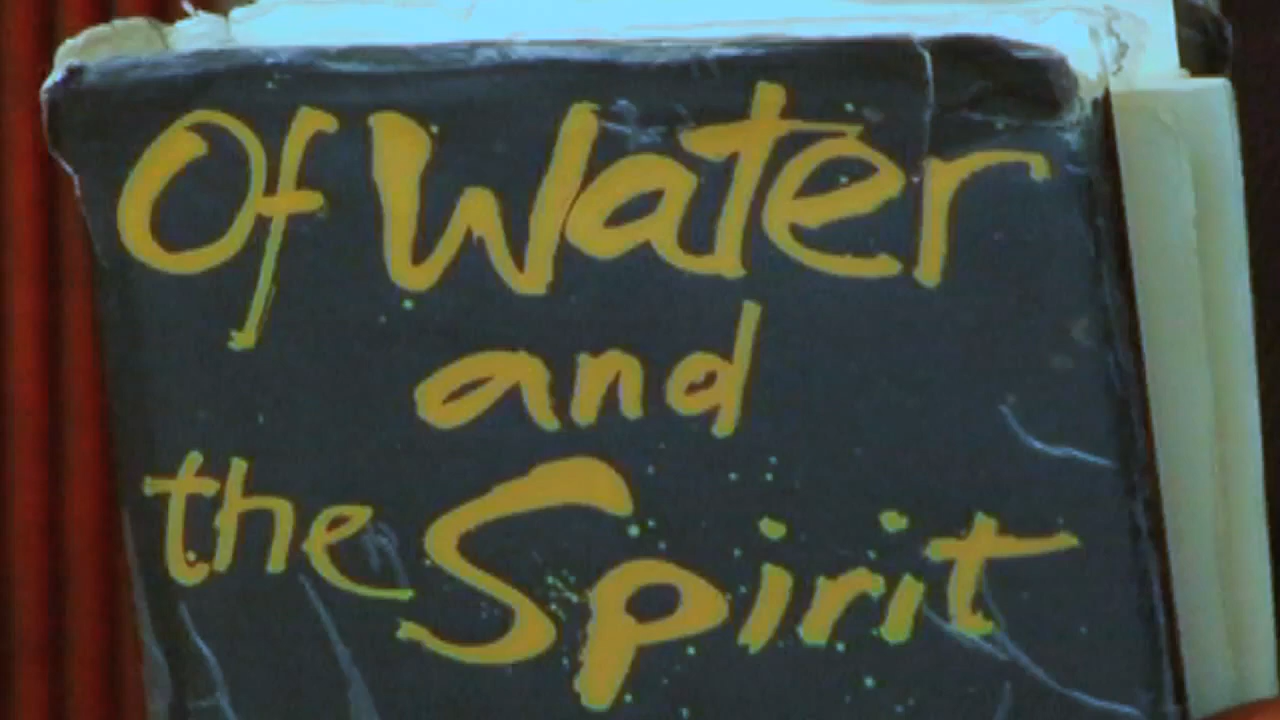 Of Water
and
the Spirit